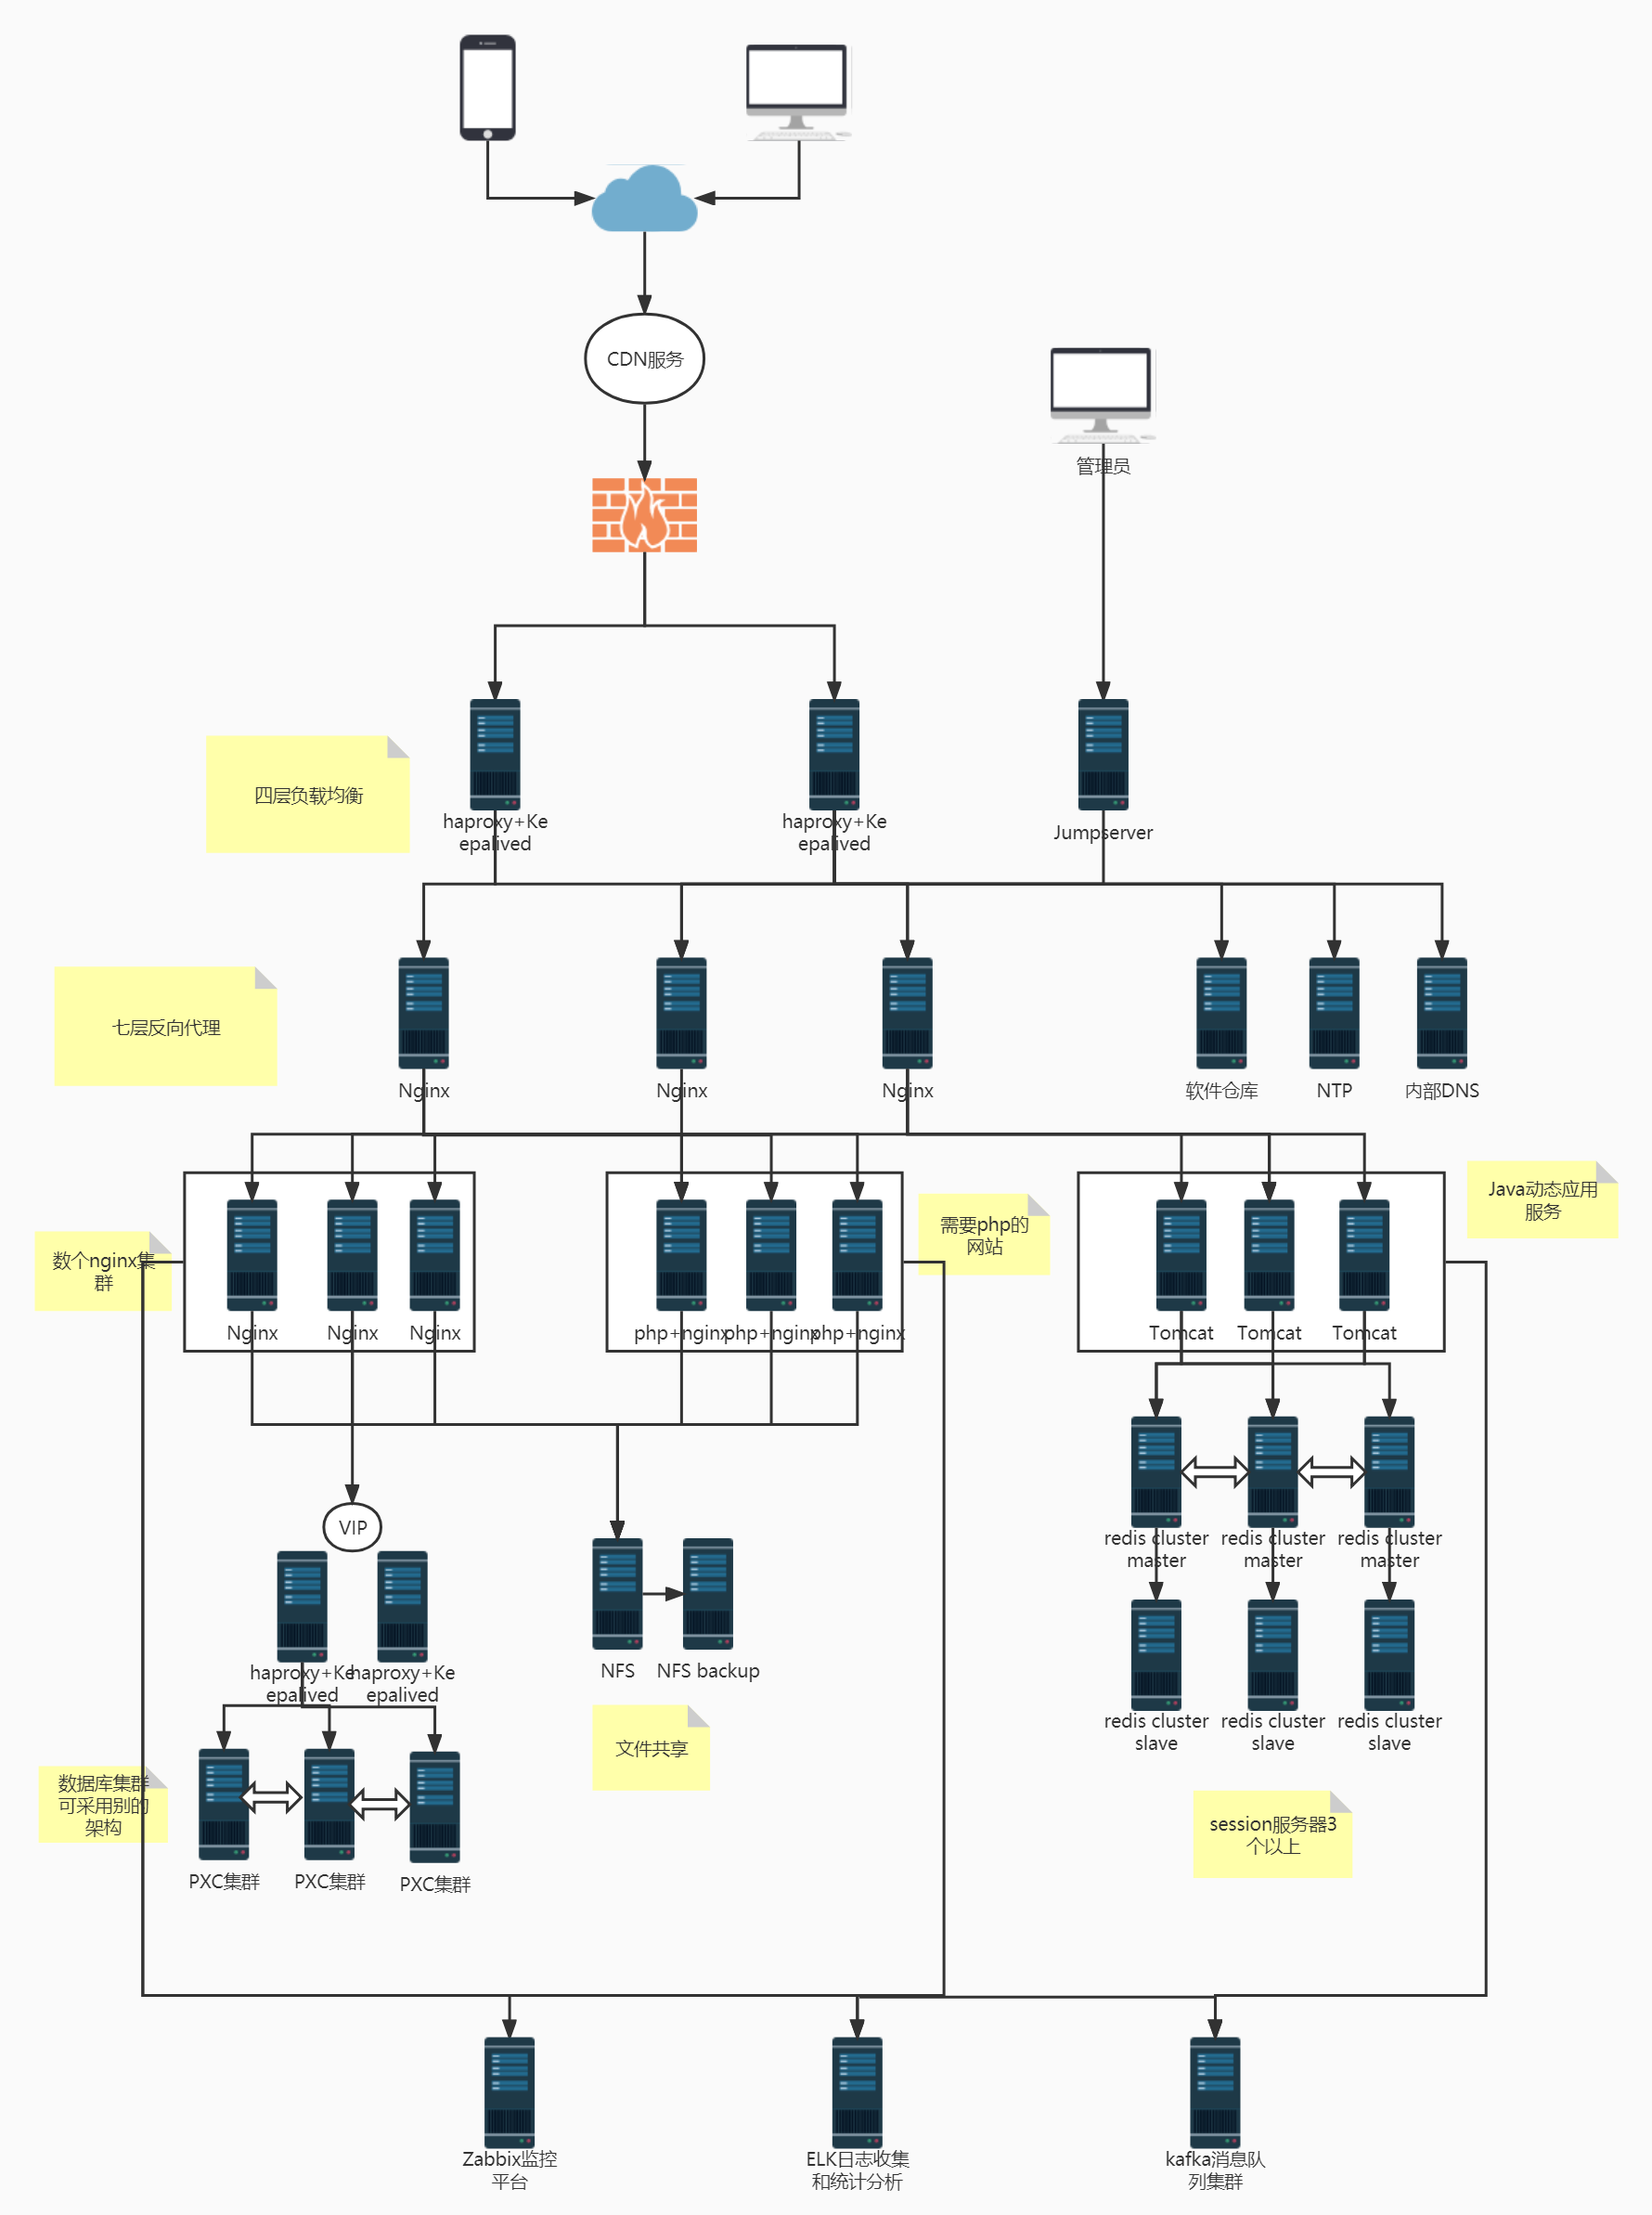 CDN服务
管理员
四层负载均衡
haproxy+Ke
epalived
haproxy+Ke
epalived
Jumpserver
七层反向代理
Nginx
Nginx
Nginx
软件仓库
NTP
内部DNS
数个nginx集
群
Nginx
Nginx
Nginx
php+nginx
php+nginx
php+nginx
需要php的
网站
Tomcat
Tomcat
Tomcat
Java动态应用
服务
VIP
haproxy+Ke
epalived
haproxy+Ke
epalived
NFS
NFS backup
文件共享
redis cluster
master
redis cluster
master
redis cluster
master
redis cluster
slave
redis cluster
slave
redis cluster
slave
session服务器3
个以上
数据库集群
可采用别的
架构
PXC集群
PXC集群
PXC集群
Zabbix监控
平台
ELK日志收集
和统计分析
kafka消息队
列集群